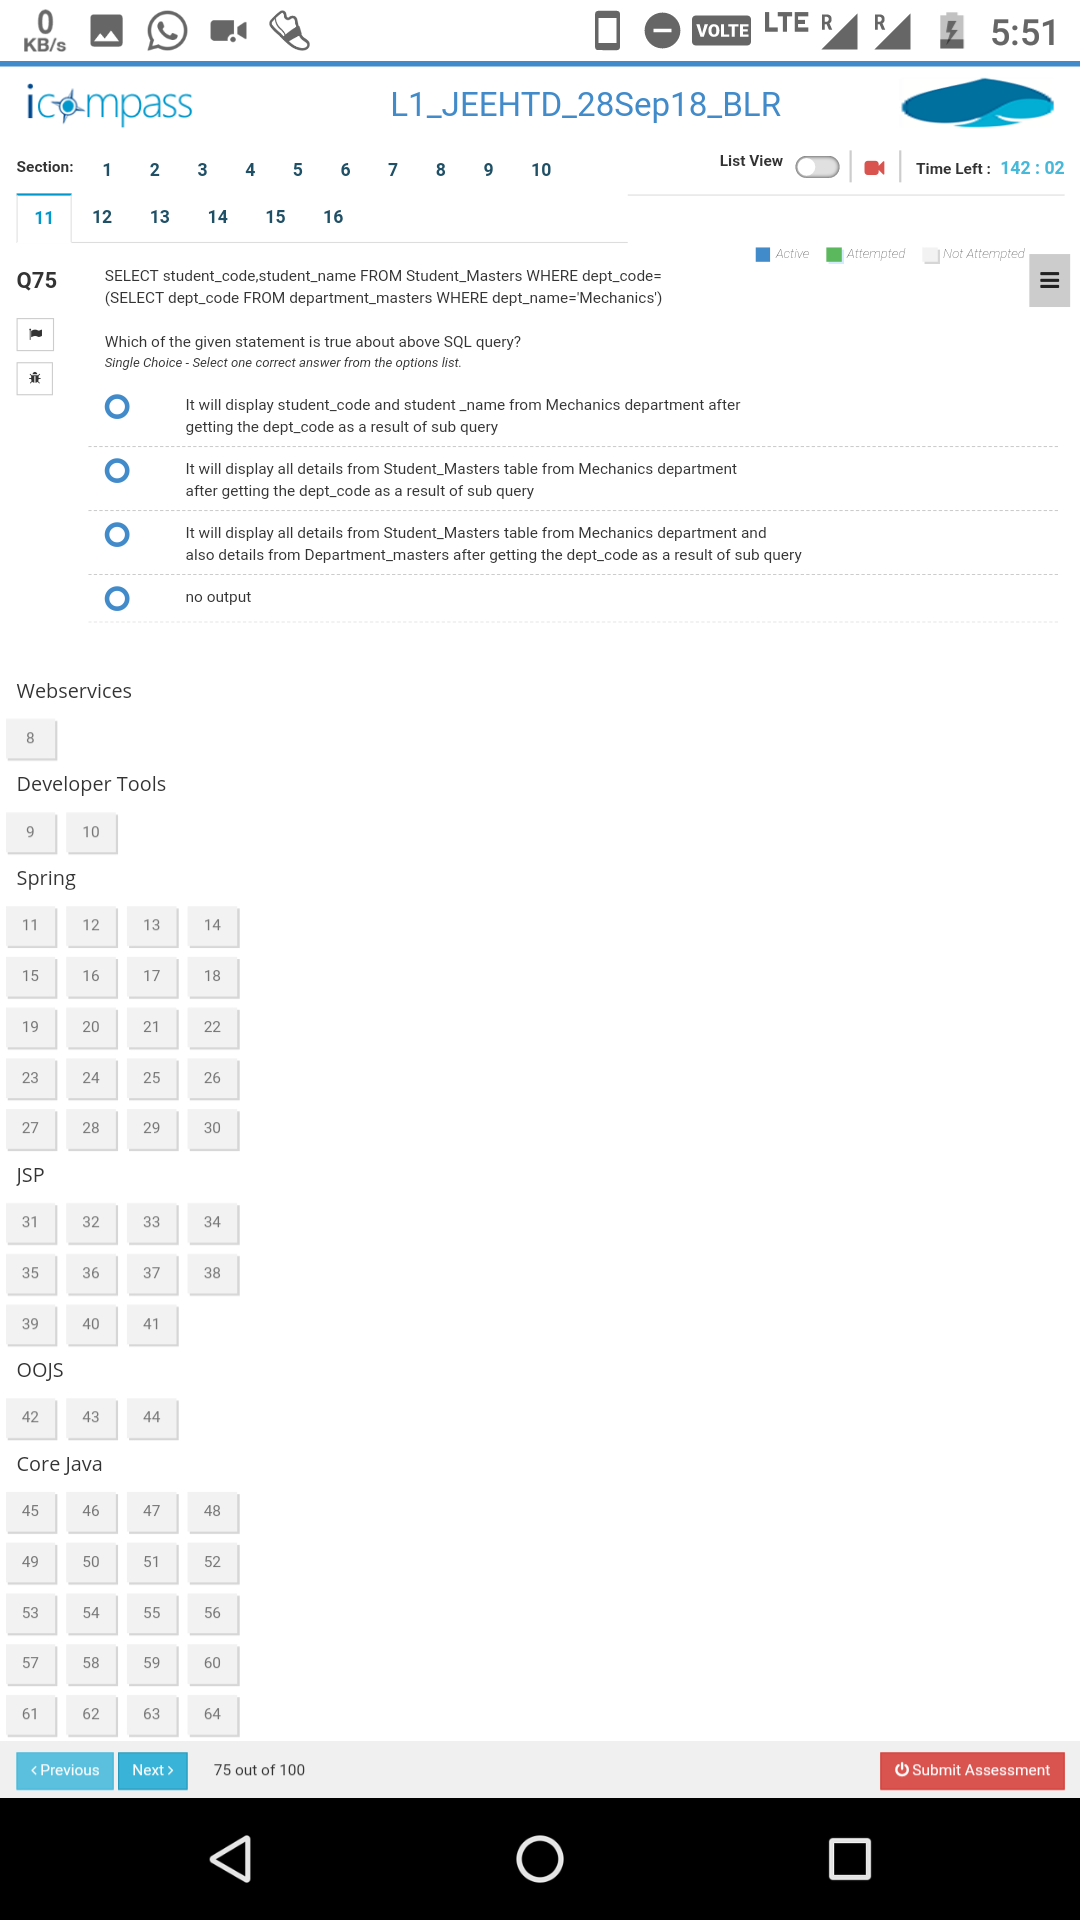 0
KB/s
VOLTE LTE R R 5:51
icompass
L1_JEEHTD_28Sep18_BLR
Section: 1 2 3 4 5 6 7 8 9 10
List View
Time Left : 142 : 02
11 12 13 14 15 16
Active Attempted Not Attempted
Q75
SELECT student_code,student_name FROM Student_Masters WHERE dept_code=
(SELECT dept_code FROM department_masters WHERE dept_name='Mechanics')
Which of the given statement is true about above SQL query?
Single Choice - Select one correct answer from the options list.
It will display student_code and student _name from Mechanics department after
getting the dept_code as a result of sub query
It will display all details from Student_Masters table from Mechanics department
after getting the dept_code as a result of sub query
It will display all details from Student_Masters table from Mechanics department and
also details from Department_masters after getting the dept_code as a result of sub query
no output
Webservices
8
Developer Tools
9 10
Spring
11 12 13 14
15 16 17 18
19 20 21 22
23 24 25 26
27 28 29 30
JSP
31 32 33 34
35 36 37 38
39 40 41
OOJS
42 43 44
Core Java
45 46 47 48
49 50 51 52
53 54 55 56
57 58 59 60
61 62 63 64
‹ Previous Next › 75 out of 100 Submit Assessment